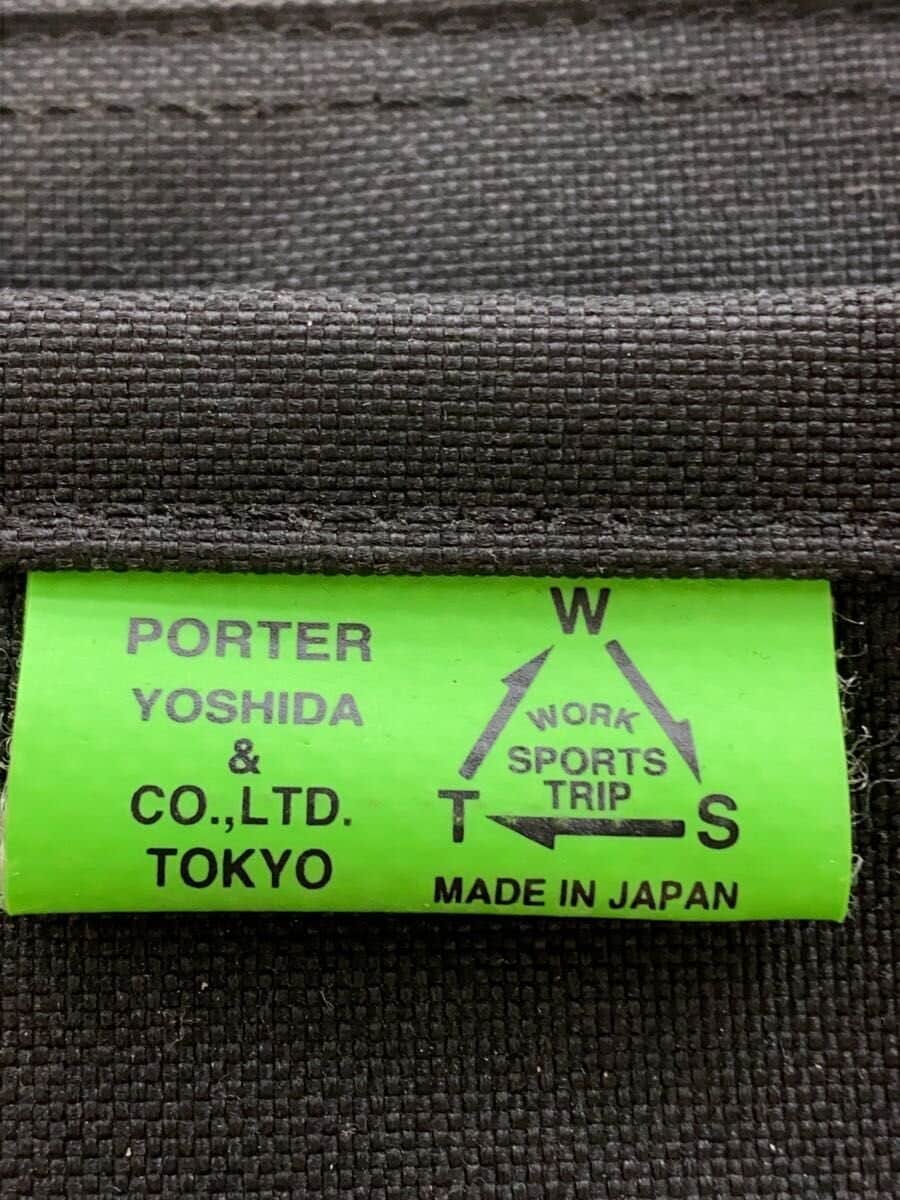 PORTER
YOSHIDA
&
CO.,LTD.
TOKYO
W
WORK
SPORTS
TRIP
T
S
MADE IN JAPAN